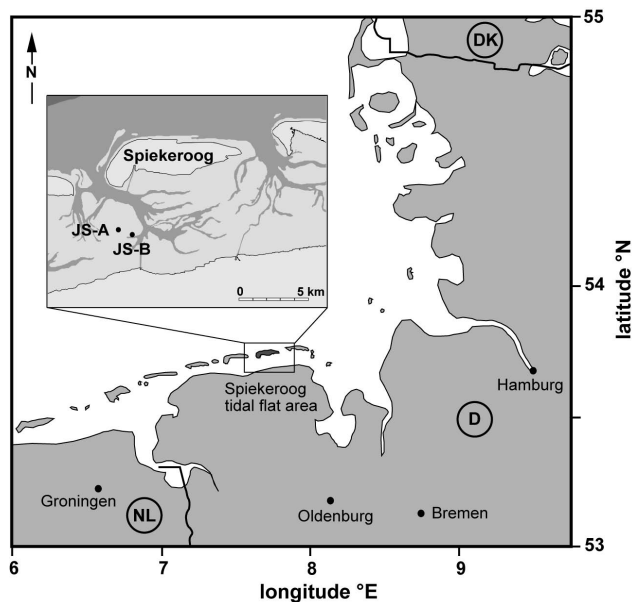 55
DK
N
Spiekeroog
JS-A
JS-B
0 5 km
54
latitude °N
Hamburg
Spiekeroog
tidal flat area
D
Groningen
NL
Oldenburg
Bremen
53
6 7 8 9
longitude °E